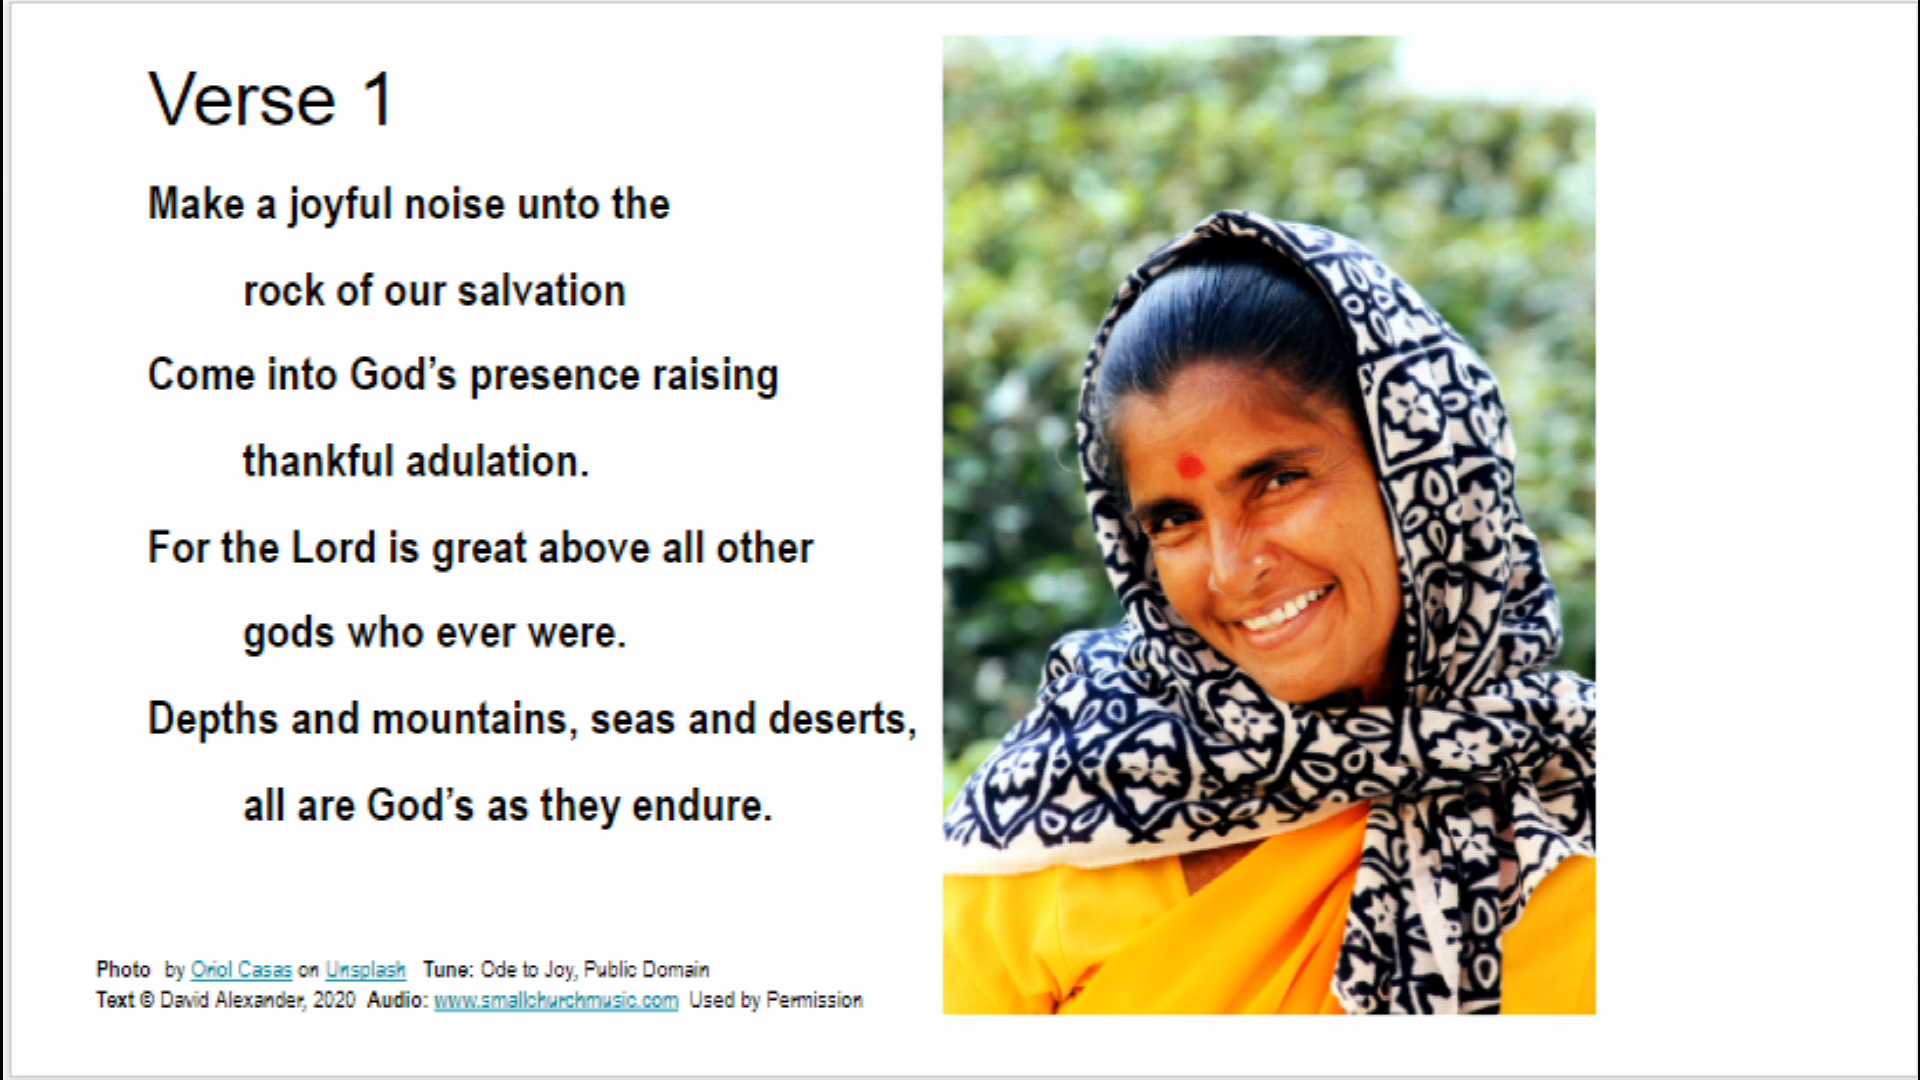 Verse 1
Make a joyful noise unto the
rock of our salvation
Come into God’s presence raising
thankful adulation.
For the Lord is great above all other
gods who ever were.
Depths and mountains, seas and deserts,
all are God’s as they endure.
Photo by Oriol Casas on Unsplash Tune: Ode to Joy, Public Domain
Text © David Alexander, 2020 Audio: www.smallchurchmusic.com Used by Permission